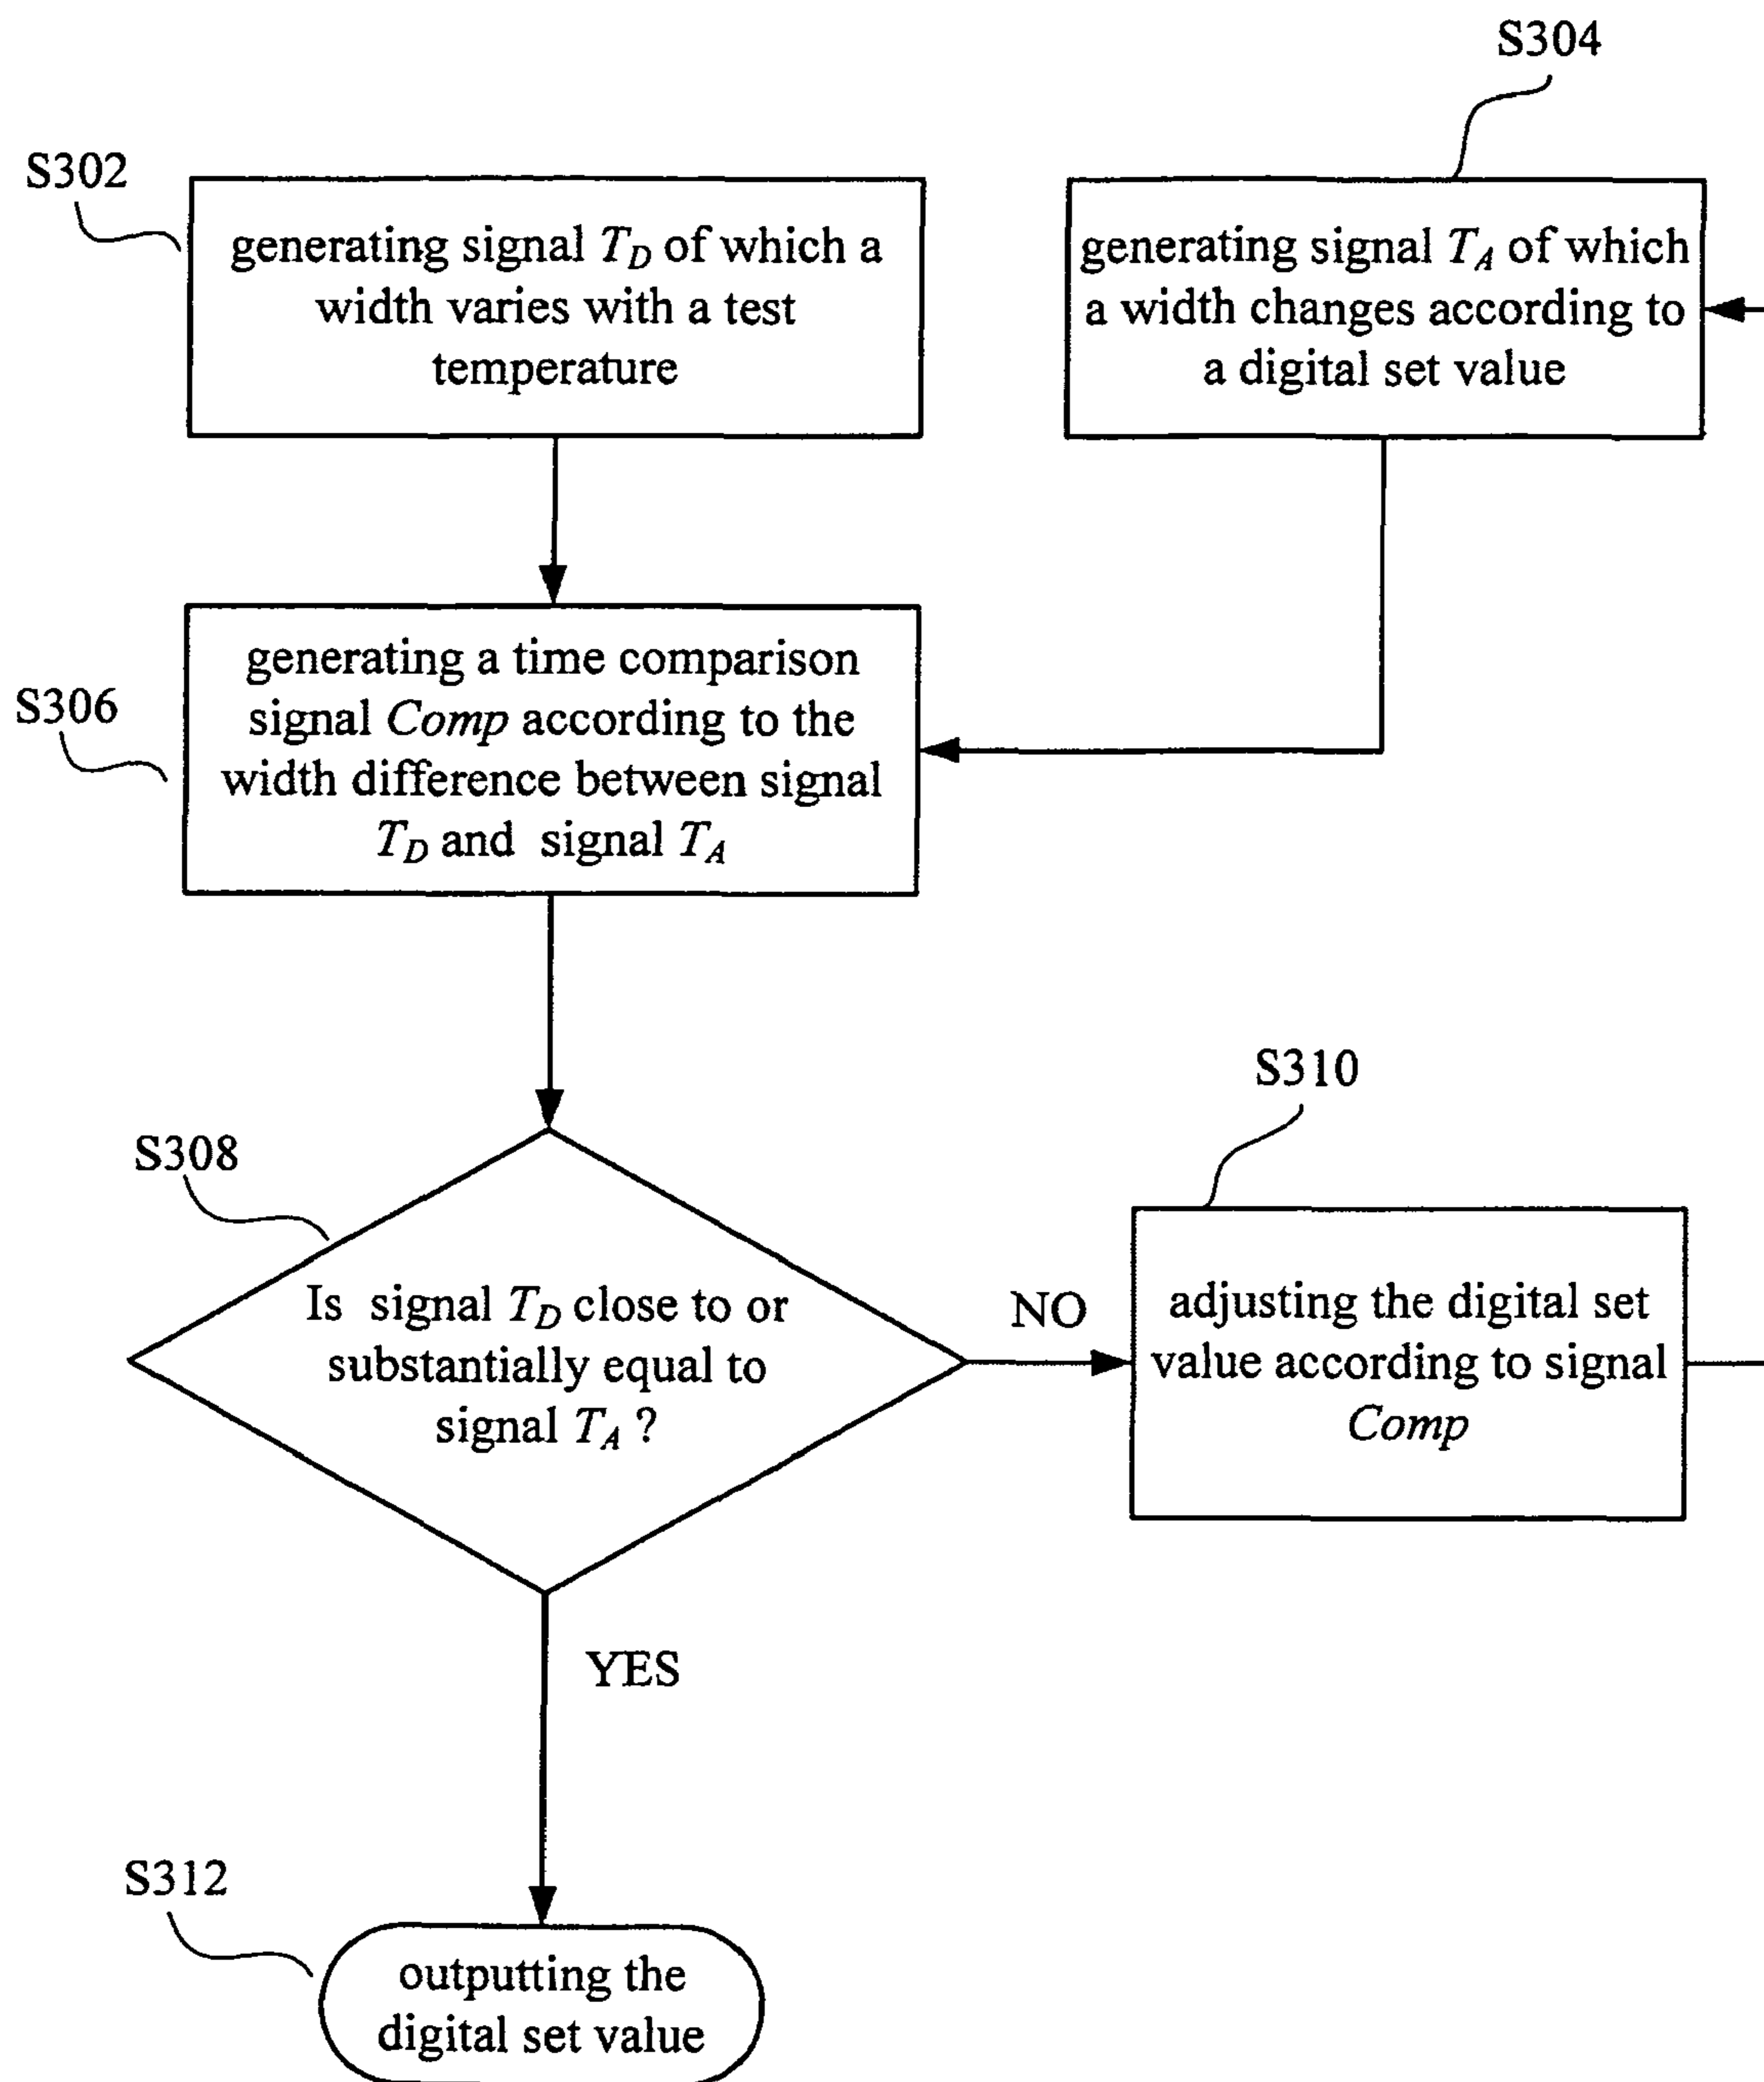 S304
S302
generating signal T_D of which a
width varies with a test
temperature
generating signal T_A of which
a width changes according to
a digital set value
S306
generating a time comparison
signal Comp according to the
width difference between signal
T_D and signal T_A
S308
Is signal T_D close to or
substantially equal to
signal T_A ?
NO
S310
adjusting the digital set
value according to signal
Comp
YES
S312
outputting the
digital set value